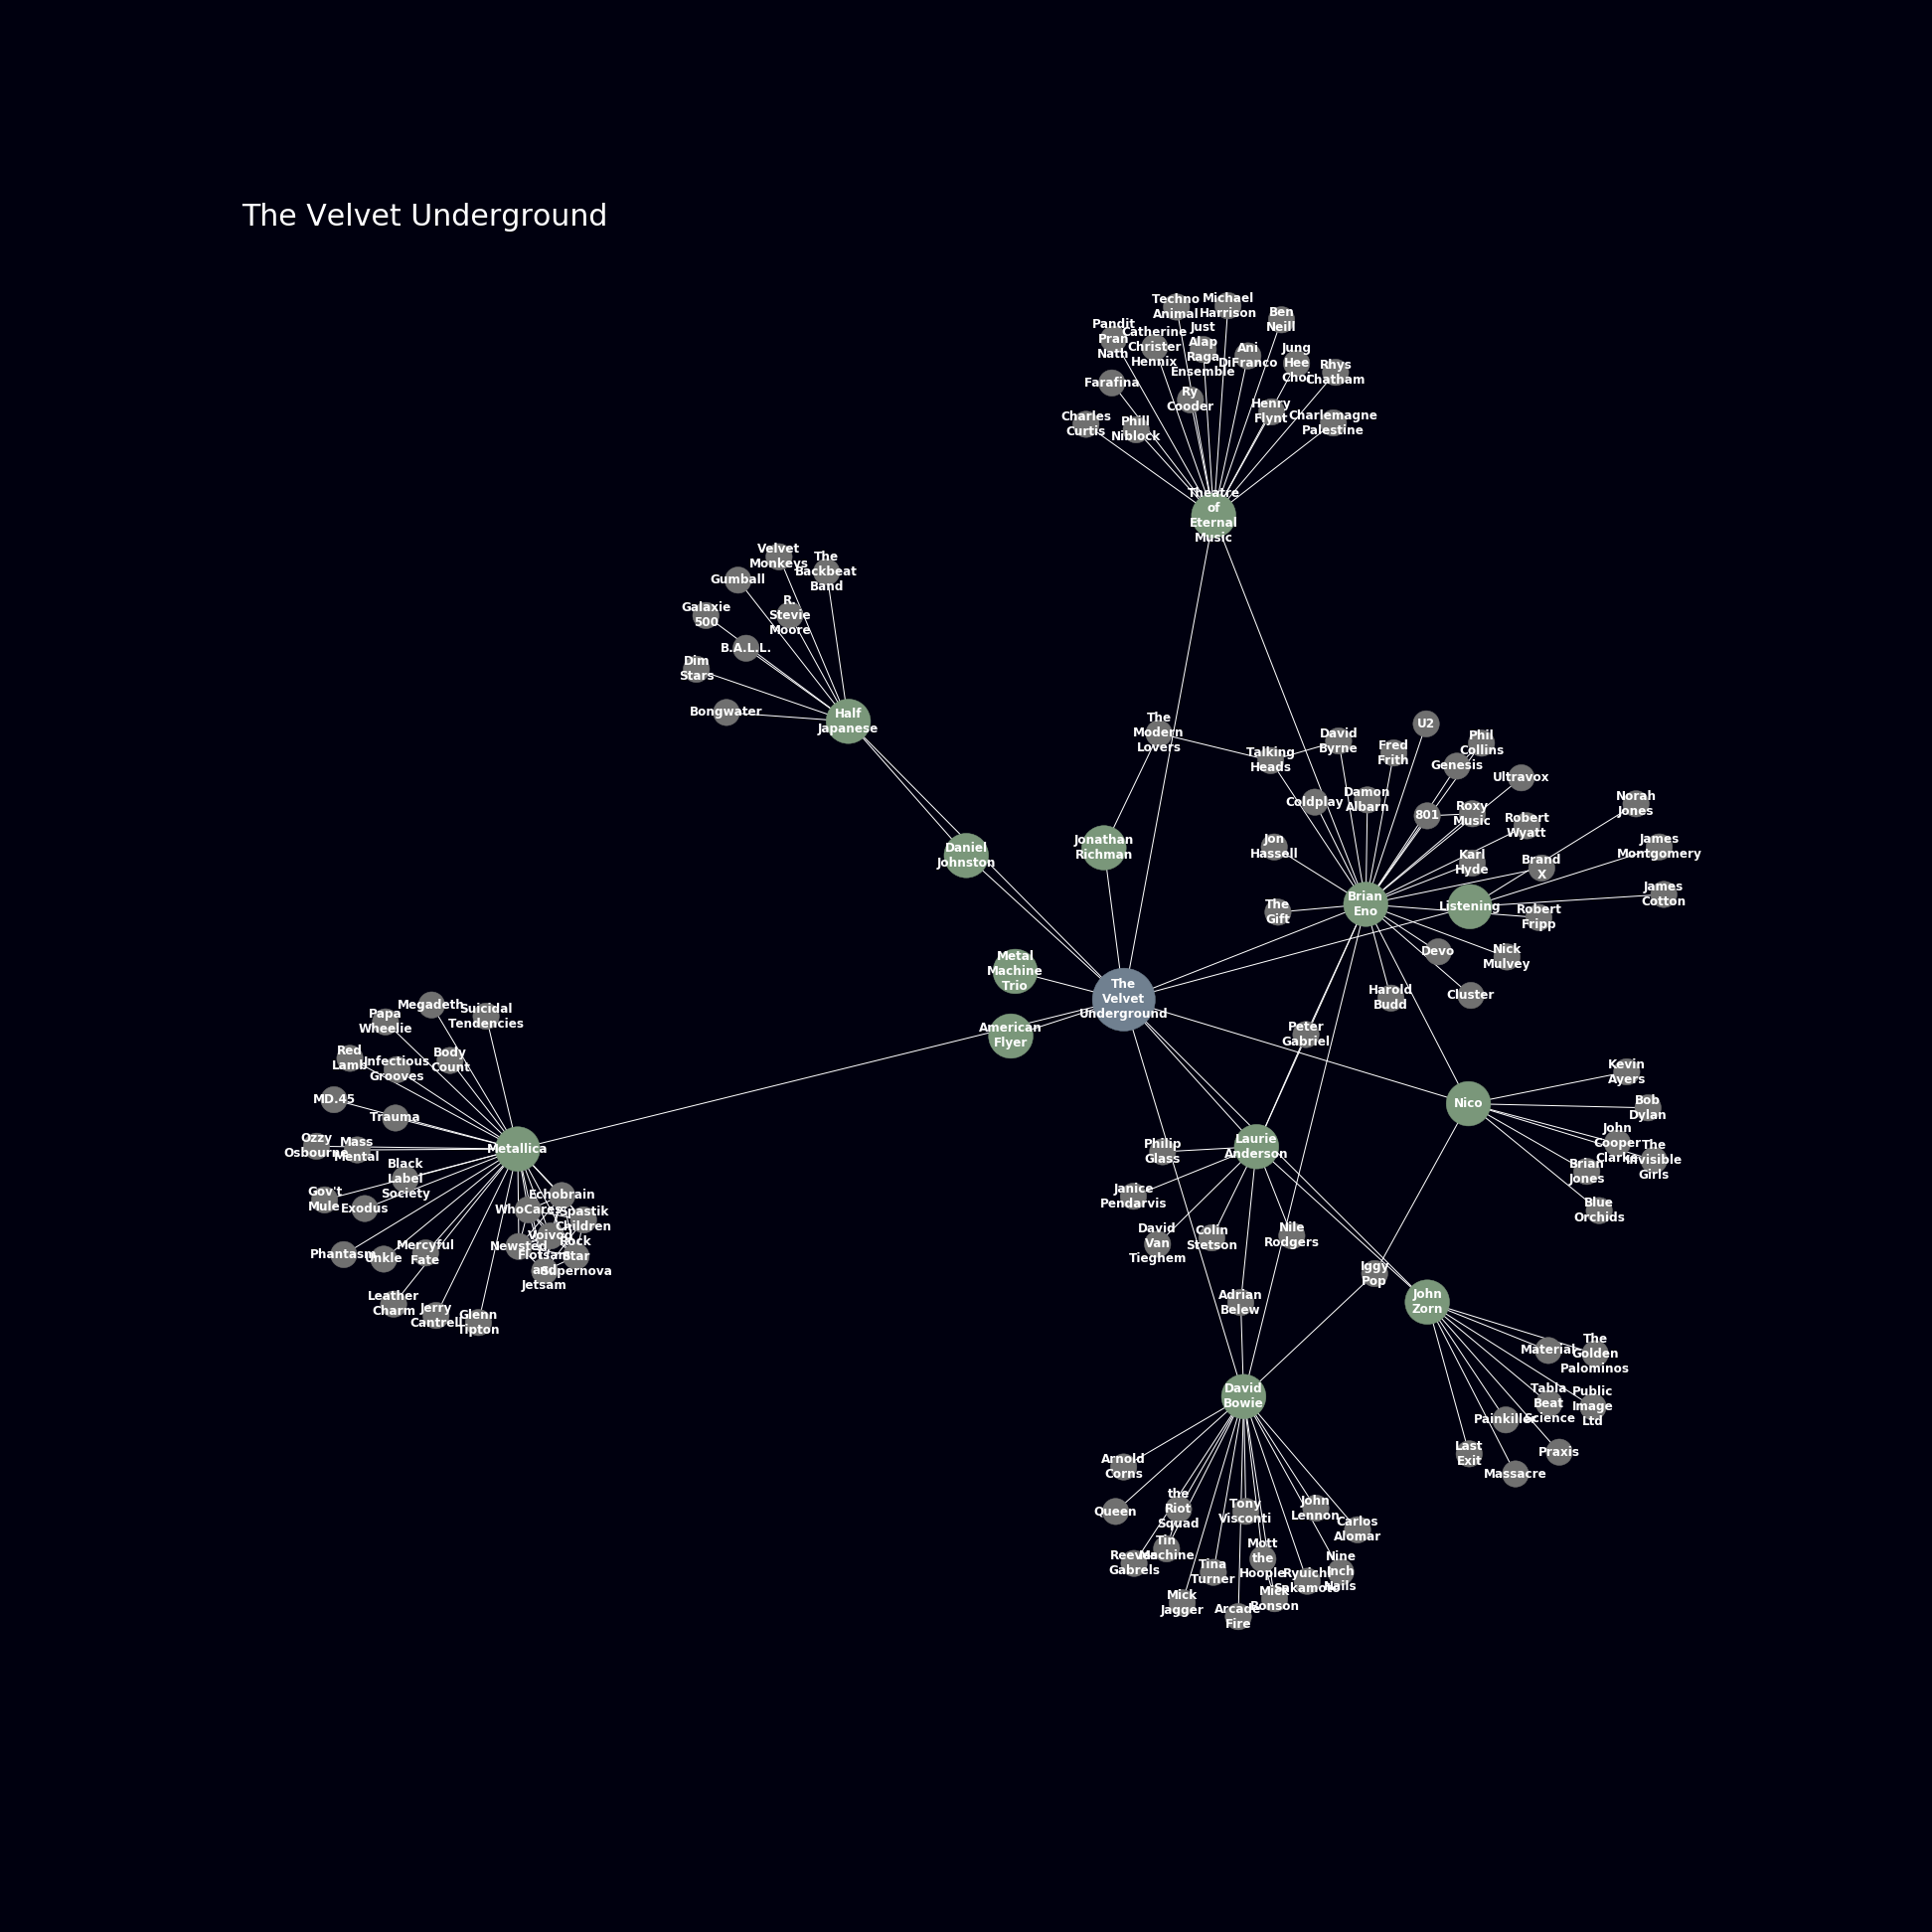 The Velvet Underground
Techno
Animal
Michael
Harrison
Ben
Neill
Pandit
Pran
Nath
Catherine
Christer
Hennix
Just
Alap
Raga
Ensemble
Ani
DiFranco
Jung
Hee
Choi
Rhys
Chatham
Farafina
Ry
Cooder
Henry
Flynt
Charlemagne
Palestine
Charles
Curtis
Phill
Niblock
Theatre
of
Eternal
Music
Velvet
Monkeys
The
Backbeat
Band
Gumball
Galaxie
500
R.
Stevie
Moore
B.A.L.L.
Dim
Stars
Bongwater
Half
Japanese
The
Modern
Lovers
Talking
Heads
David
Byrne
Fred
Frith
U2
Phil
Collins
Genesis
Ultravox
Coldplay
Damon
Albarn
801
Roxy
Music
Robert
Wyatt
Norah
Jones
James
Montgomery
Jon
Hassell
Karl
Hyde
Brand
X
James
Cotton
Daniel
Johnston
Jonathan
Richman
The
Gift
Brian
Eno
Listening
Robert
Fripp
Devo
Nick
Mulvey
Harold
Budd
Cluster
Metal
Machine
Trio
The
Velvet
Underground
American
Flyer
Peter
Gabriel
Megadeth
Suicidal
Tendencies
Papa
Wheelie
Red
Lamb
Infectious
Grooves
Body
Count
MD.45
Trauma
Ozzy
Osbourne
Mass
Mental
Metallica
Black
Label
Society
Gov't
Mule
Exodus
Echobrain
WhoCares
Spastik
Children
Voivod
Newsted
Rock
Star
Supernova
Flotsam
and
Jetsam
Phantasm
Unkle
Mercyful
Fate
Leather
Charm
Jerry
Cantrell
Glenn
Tipton
Nico
Kevin
Ayers
Bob
Dylan
John
Cooper
Clarke
The
Invisible
Girls
Brian
Jones
Blue
Orchids
Philip
Glass
Laurie
Anderson
Janice
Pendarvis
David
Van
Tieghem
Colin
Stetson
Nile
Rodgers
Iggy
Pop
Adrian
Belew
John
Zorn
Material
The
Golden
Palominos
Tabla
Beat
Science
Public
Image
Ltd
Painkiller
Last
Exit
Praxis
Massacre
David
Bowie
Arnold
Corns
Queen
the
Riot
Squad
Tony
Visconti
John
Lennon
Carlos
Alomar
Tin
Machine
Reeves
Gabrels
Tina
Turner
Mott
the
Hoople
Ryuichi
Sakamoto
Nine
Inch
Nails
Mick
Jagger
Arcade
Fire
Mick
Ronson